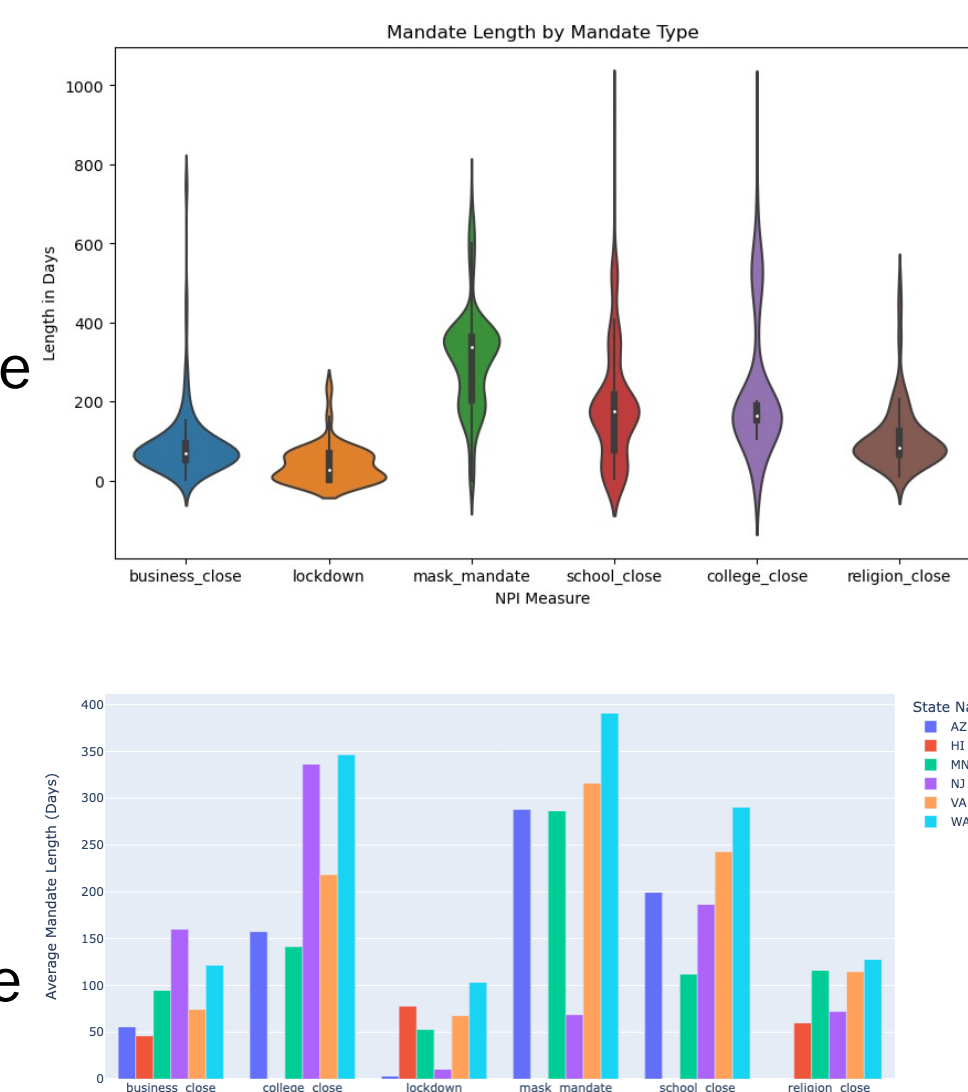 Mandate Length by Mandate Type
1000
800
600
400
200
0
Length in Days
e
business_close lockdown mask_mandate school_close college_close religion_close
NPI Measure
400
350
300
250
200
150
100
50
0
Average Mandate Length (Days)
e
business_close college_close lockdown mask_mandate school_close religion_close
State Na
AZ
HI
MN
NJ
VA
WA